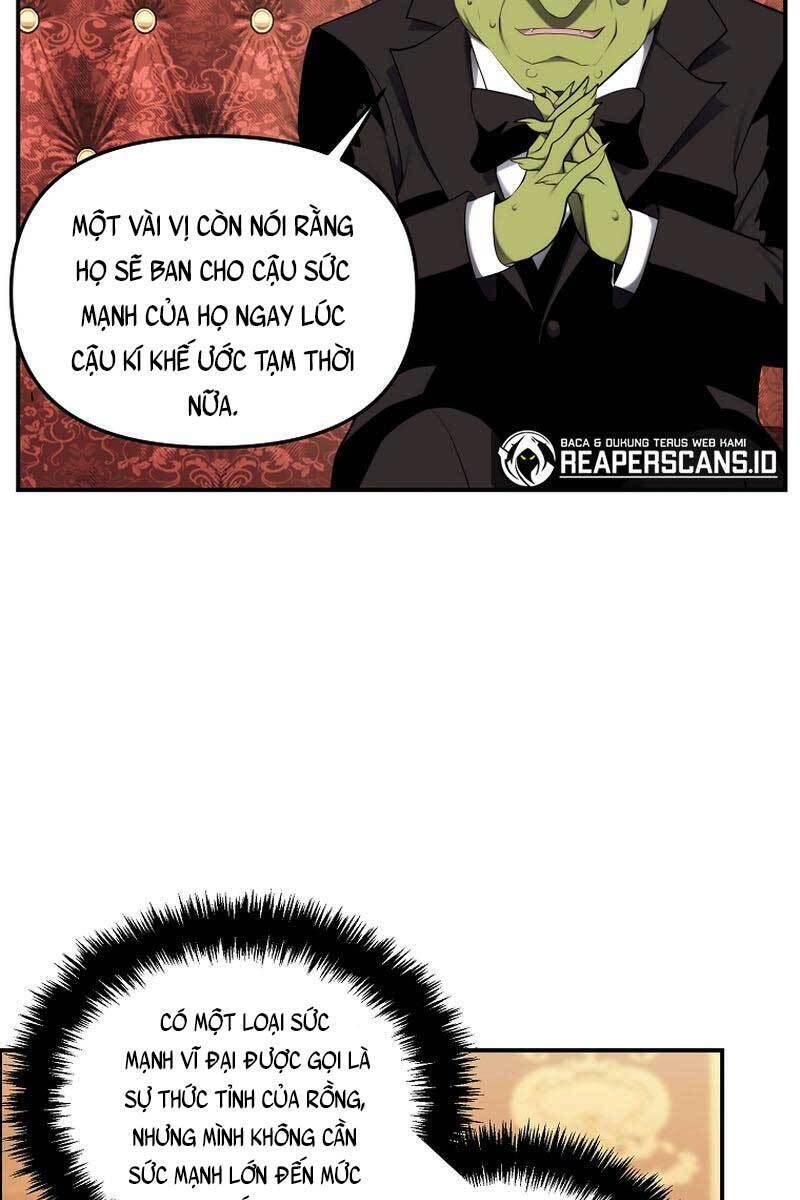 MỘT VÀI VỊ CÒN NÓI RẰNG
HỌ SẼ BAN CHO CẬU SỨC
MẠNH CỦA HỌ NGAY LÚC
CẬU KÍ KHẾ ƯỚC TẠM THỜI
NỮA.
BACA & DUKUNG TERUS WEB KAMI
REAPERSCANS.ID
CÓ MỘT LOẠI SỨC
MẠNH VĨ ĐẠI ĐƯỢC GỌI LÀ
SỰ THỨC TỈNH CỦA RỒNG,
NHƯNG MÌNH KHÔNG CẦN
SỨC MẠNH LỚN ĐẾN MỨC